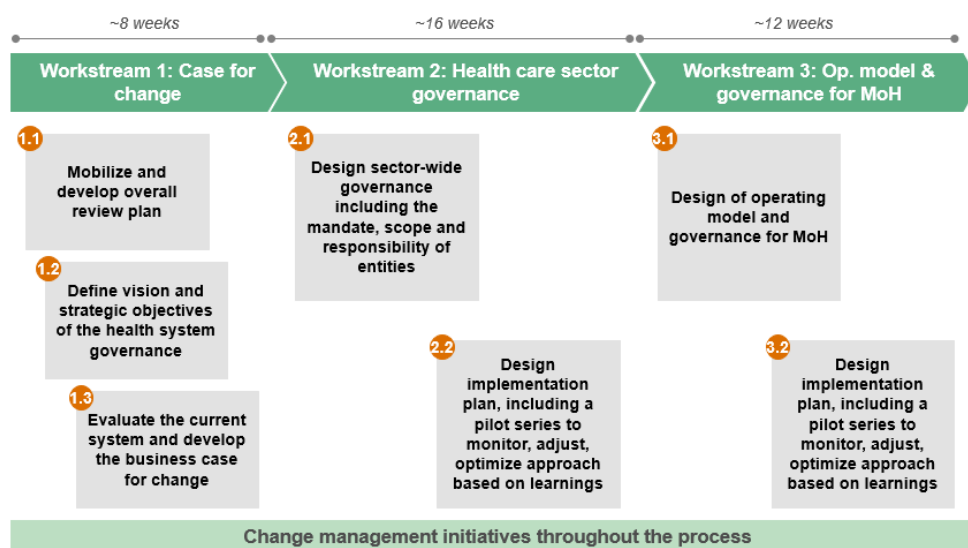 ~8 weeks
~16 weeks
~12 weeks
Workstream 1: Case for
change
Workstream 2: Health care sector
governance
Workstream 3: Op. model &
governance for MoH
1.1
Mobilize and
develop overall
review plan
1.2
Define vision and
strategic objectives
of the health system
governance
1.3
Evaluate the current
system and develop
the business case
for change
2.1
Design sector-wide
governance
including the
mandate, scope and
responsibility of
entities
2.2
Design
implementation
plan, including a
pilot series to
monitor, adjust,
optimize approach
based on learnings
3.1
Design of operating
model and
governance for MoH
3.2
Design
implementation
plan, including a
pilot series to
monitor, adjust,
optimize approach
based on learnings
Change management initiatives throughout the process